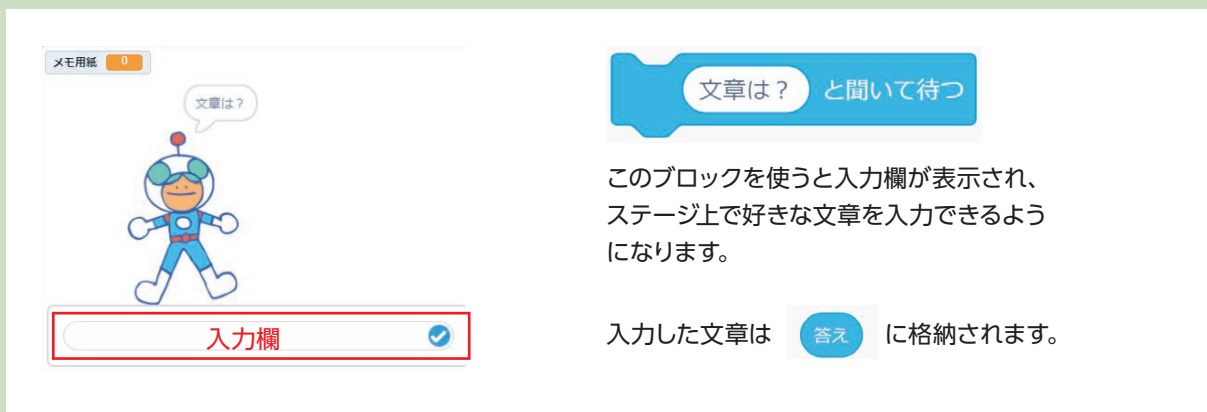 メモ用紙 0
文章は？
入力欄
文章は？ と聞いて待つ
このブロックを使うと入力欄が表示され、
ステージ上で好きな文章を入力できるよう
になります。
入力した文章は 答え に格納されます。